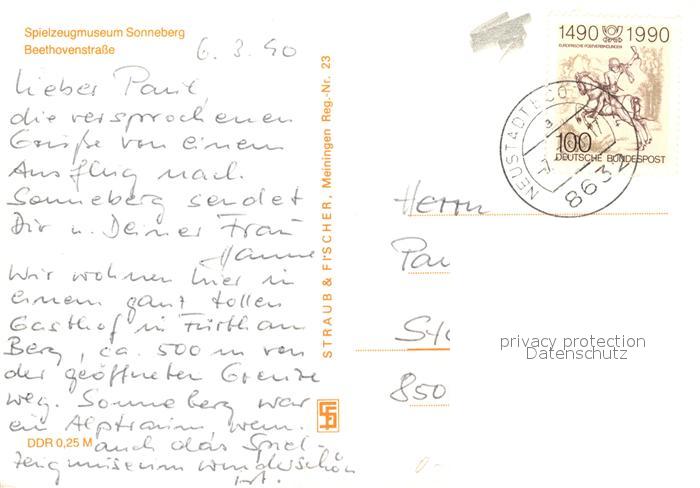 Spielzeugmuseum Sonneberg
Beethovenstraße
6.3.90
Lieber Paul
die versprochenen
Grüße von einem
Ausflug nach
Sonneberg sendet
Dir u. Deiner Frau
Hanne
Wir wohnen hier in
einem ganz tollen
Gasthof in Fürth am
Berg, ca. 500 m von
der geöffneten Grenze
weg. Sonneberg war
ein Alptraum, wenn
auch das Spiel-
zeugmuseum wunderschön
ist.
DDR 0,25 M
STRAUB & FISCHER, Meiningen Reg.-Nr. 23
1490 1990
EUROPÄISCHE POSTVERBINDUNGEN
100
DEUTSCHE BUNDESPOST
NEUSTADT B CO
8632
Herrn
Pau
850
privacy protection
Datenschutz